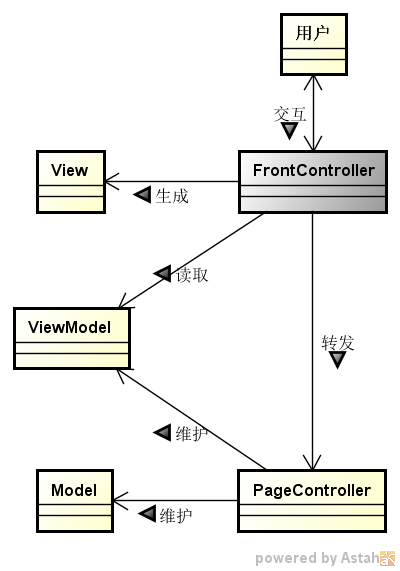 用户
交互
View
FrontController
生成
读取
ViewModel
转发
维护
Model
PageController
维护
powered by Astah